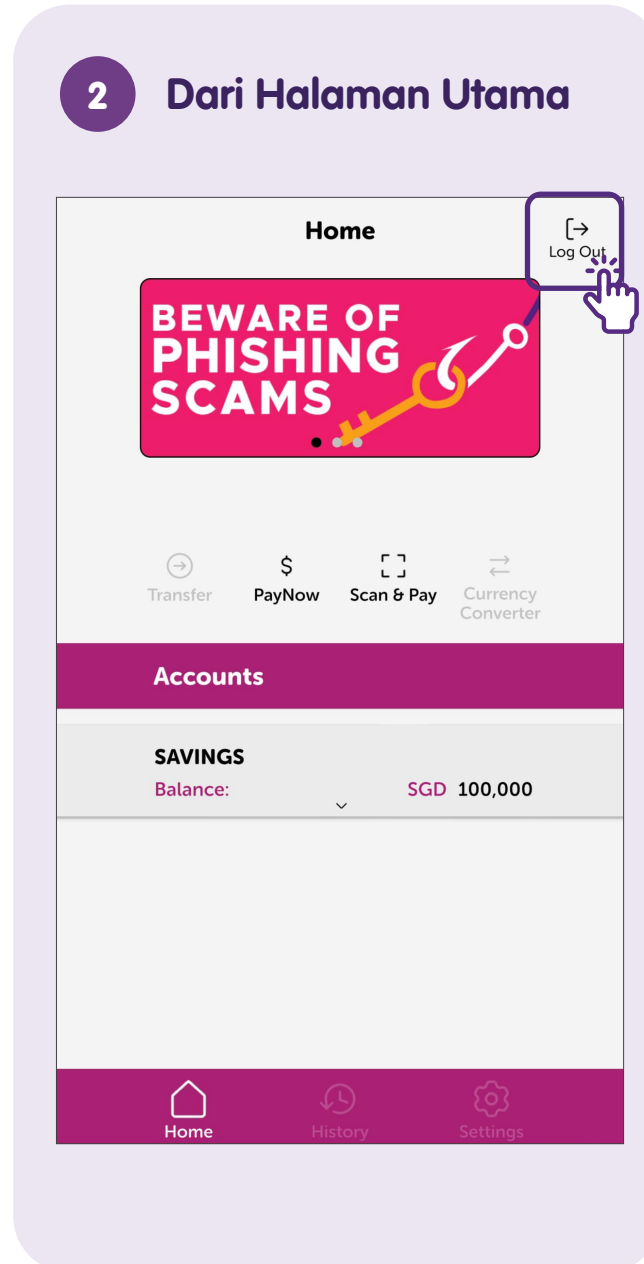 2 Dari Halaman Utama
Home
Log Out
BEWARE OF
PHISHING
SCAMS
Transfer PayNow Scan & Pay Currency
Converter
Accounts
SAVINGS
Balance: SGD 100,000
Home History Settings